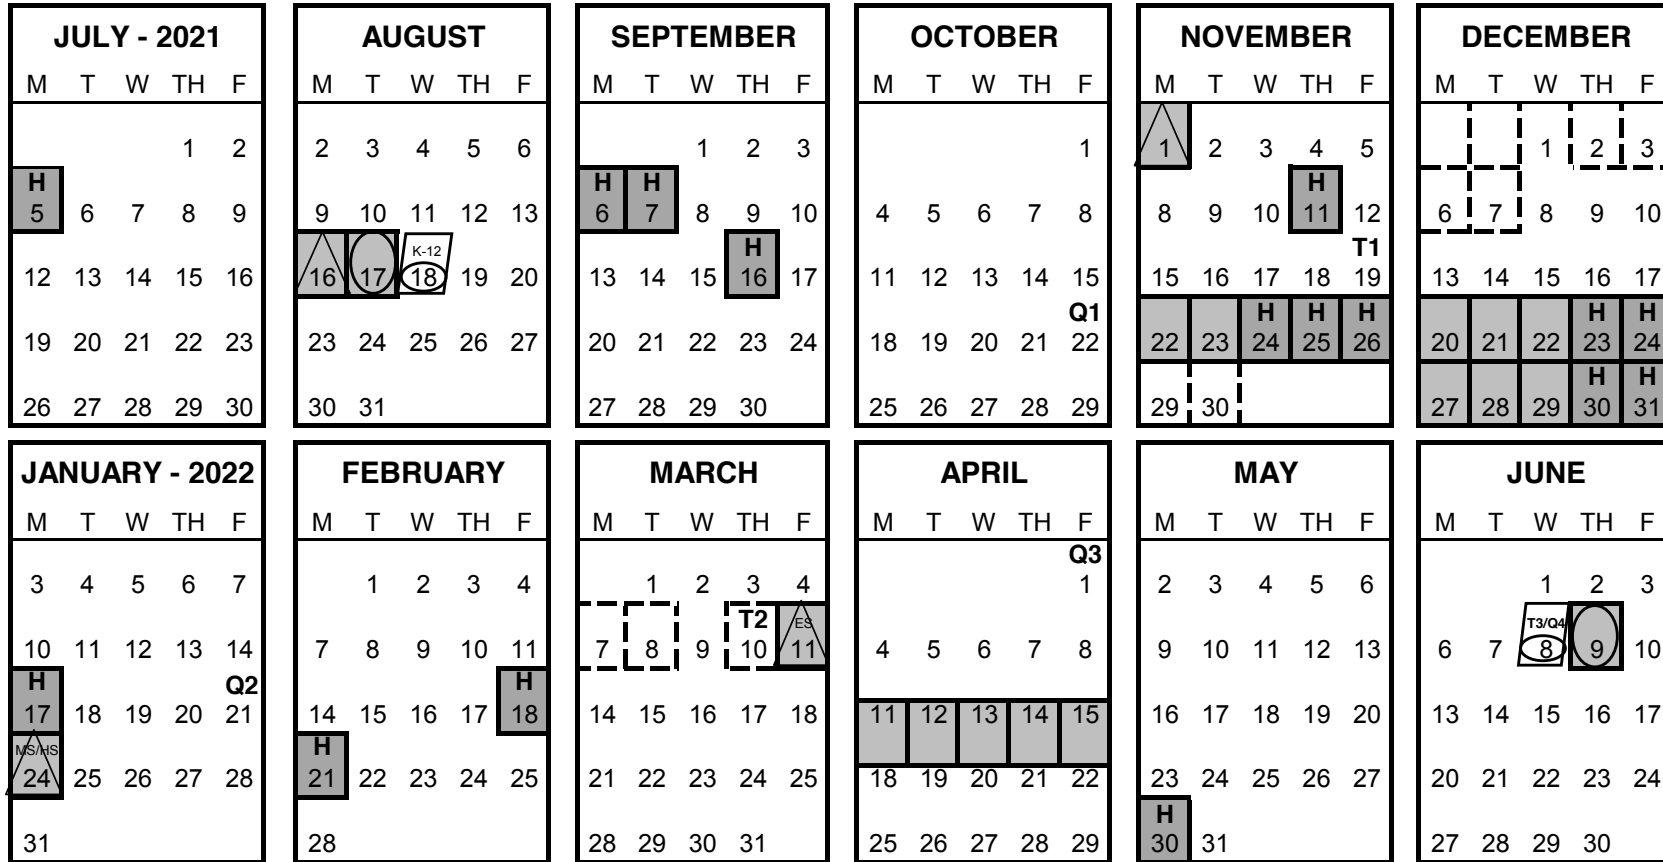 JULY - 2021
M T W TH F
1 2
H
5 6 7 8 9
12 13 14 15 16
19 20 21 22 23
26 27 28 29 30
AUGUST
M T W TH F
2 3 4 5 6
9 10 11 12 13
K-12
16 17 18 19 20
23 24 25 26 27
30 31
SEPTEMBER
M T W TH F
1 2 3
H H
6 7 8 9 10
H
13 14 15 16 17
20 21 22 23 24
27 28 29 30
OCTOBER
M T W TH F
1
4 5 6 7 8
11 12 13 14 15
Q1
18 19 20 21 22
25 26 27 28 29
NOVEMBER
M T W TH F
1 2 3 4 5
H
8 9 10 11 12
T1
15 16 17 18 19
H H H
22 23 24 25 26
29 30
DECEMBER
M T W TH F
1 2 3
6 7 8 9 10
13 14 15 16 17
H H
20 21 22 23 24
H H
27 28 29 30 31
JANUARY - 2022
M T W TH F
3 4 5 6 7
10 11 12 13 14
H Q2
17 18 19 20 21
MS/HS
24 25 26 27 28
31
FEBRUARY
M T W TH F
1 2 3 4
7 8 9 10 11
H
14 15 16 17 18
H
21 22 23 24 25
28
MARCH
M T W TH F
1 2 3 4
T2 ES
7 8 9 10 11
14 15 16 17 18
21 22 23 24 25
28 29 30 31
APRIL
M T W TH F
Q3
1
4 5 6 7 8
11 12 13 14 15
18 19 20 21 22
25 26 27 28 29
MAY
M T W TH F
2 3 4 5 6
9 10 11 12 13
16 17 18 19 20
23 24 25 26 27
H
30 31
JUNE
M T W TH F
1 2 3
T3/Q4
6 7 8 9 10
13 14 15 16 17
20 21 22 23 24
27 28 29 30